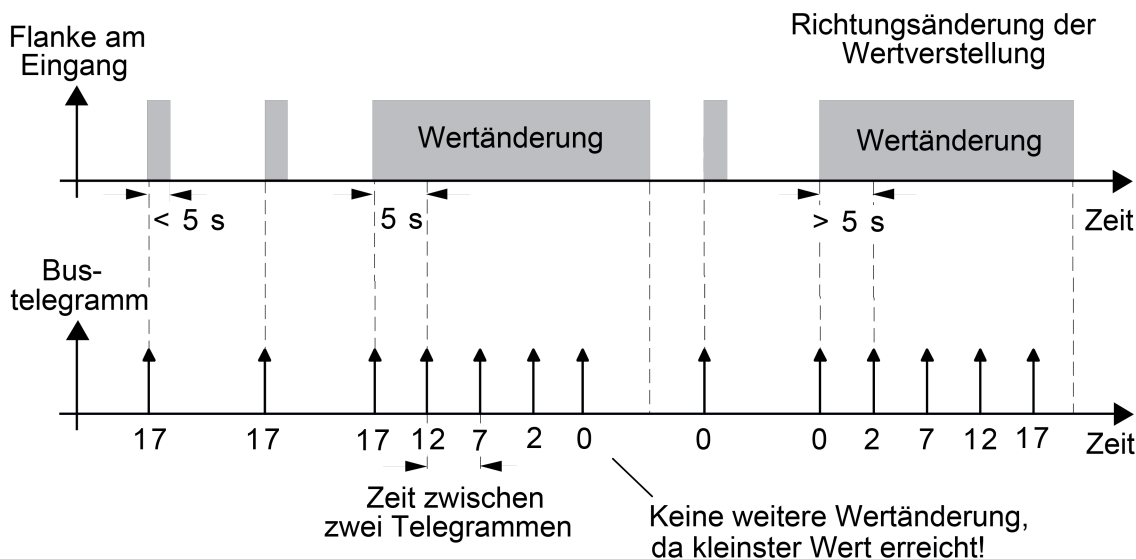 Flanke am
Eingang
Richtungsänderung der
Wertverstellung
Wertänderung
Wertänderung
< 5 s
5 s
> 5 s
Zeit
Bus-
telegramm
17 17 17 12 7 2 0 0 0 2 7 12 17
Zeit
Zeit zwischen
zwei Telegrammen
Keine weitere Wertänderung,
da kleinster Wert erreicht!